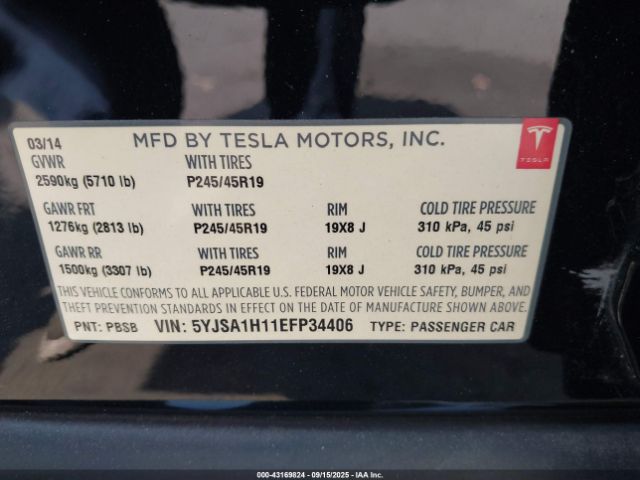 03/14 MFD BY TESLA MOTORS, INC.
TESLA
GVWR WITH TIRES
2590kg (5710 lb) P245/45R19
GAWR FRT WITH TIRES RIM COLD TIRE PRESSURE
1276kg (2813 lb) P245/45R19 19X8 J 310 kPa, 45 psi
GAWR RR WITH TIRES RIM COLD TIRE PRESSURE
1500kg (3307 lb) P245/45R19 19X8 J 310 kPa, 45 psi
THIS VEHICLE CONFORMS TO ALL APPLICABLE U.S. FEDERAL MOTOR VEHICLE SAFETY, BUMPER, AND
THEFT PREVENTION STANDARDS IN EFFECT ON THE DATE OF MANUFACTURE SHOWN ABOVE.
PNT: PBSB VIN: 5YJSA1H11EFP34406 TYPE: PASSENGER CAR
000-43169824 - 09/15/2025 - IAA Inc.